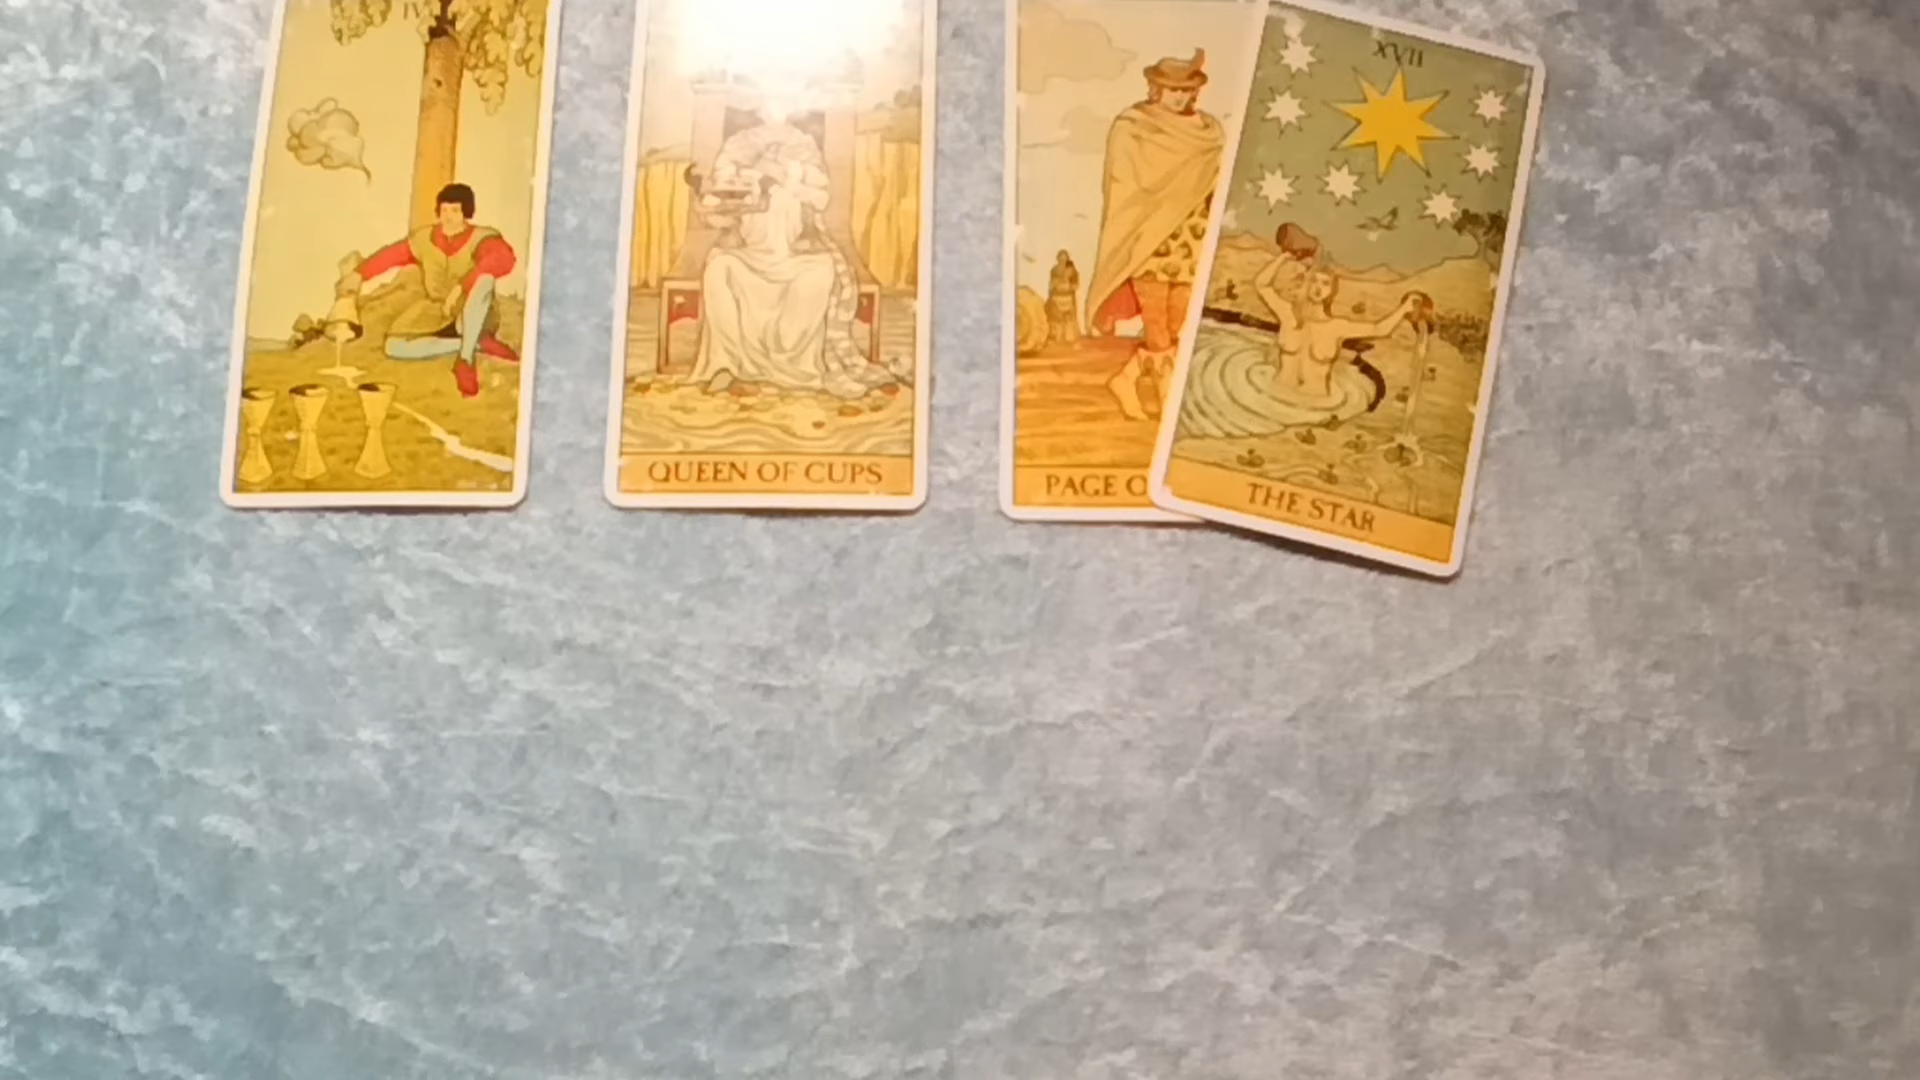 IV
QUEEN OF CUPS
PAGE O
XVII
THE STAR